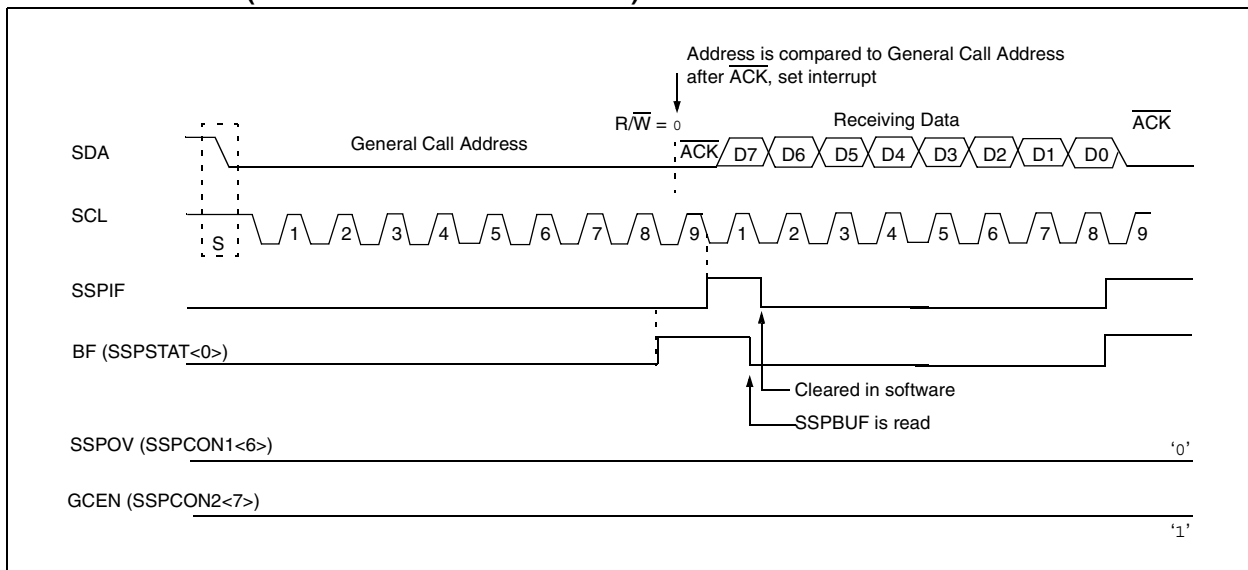 Address is compared to General Call Address
after ACK, set interrupt
R/W = 0
Receiving Data
ACK
SDA
General Call Address
ACK
D7 D6 D5 D4 D3 D2 D1 D0
SCL
S
1 2 3 4 5 6 7 8 9 1 2 3 4 5 6 7 8 9
SSPIF
BF (SSPSTAT<0>)
Cleared in software
SSPBUF is read
SSPOV (SSPCON1<6>)
‘0’
GCEN (SSPCON2<7>)
‘1’